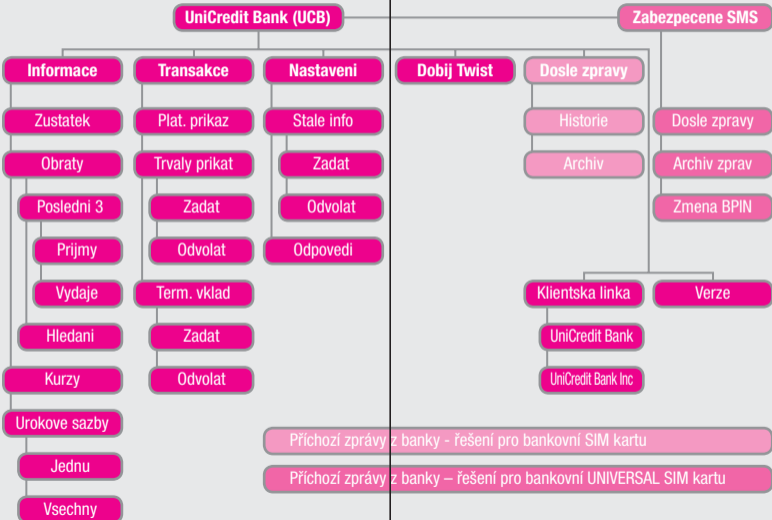 UniCredit Bank (UCB)
Zabezpecene SMS
Informace
Transakce
Nastaveni
Dobij Twist
Dosle zpravy
Zustatek
Plat. prikaz
Stale info
Historie
Dosle zpravy
Obraty
Trvaly prikat
Zadat
Archiv
Archiv zprav
Posledni 3
Zadat
Odvolat
Zmena BPIN
Prijmy
Odvolat
Odpovedi
Vydaje
Term. vklad
Klientska linka
Verze
Hledani
Zadat
UniCredit Bank
Kurzy
Odvolat
UniCredit Bank Inc
Urokove sazby
Příchozí zprávy z banky - řešení pro bankovní SIM kartu
Jednu
Příchozí zprávy z banky – řešení pro bankovní UNIVERSAL SIM kartu
Vsechny